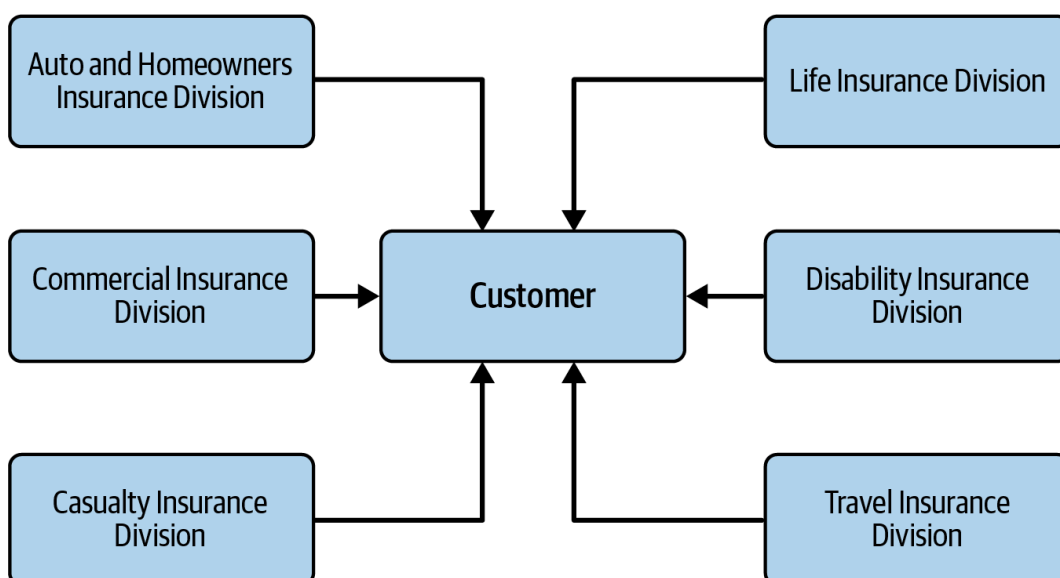 Auto and Homeowners
Insurance Division
Life Insurance Division
Commercial Insurance
Division
Customer
Disability Insurance
Division
Casualty Insurance
Division
Travel Insurance
Division